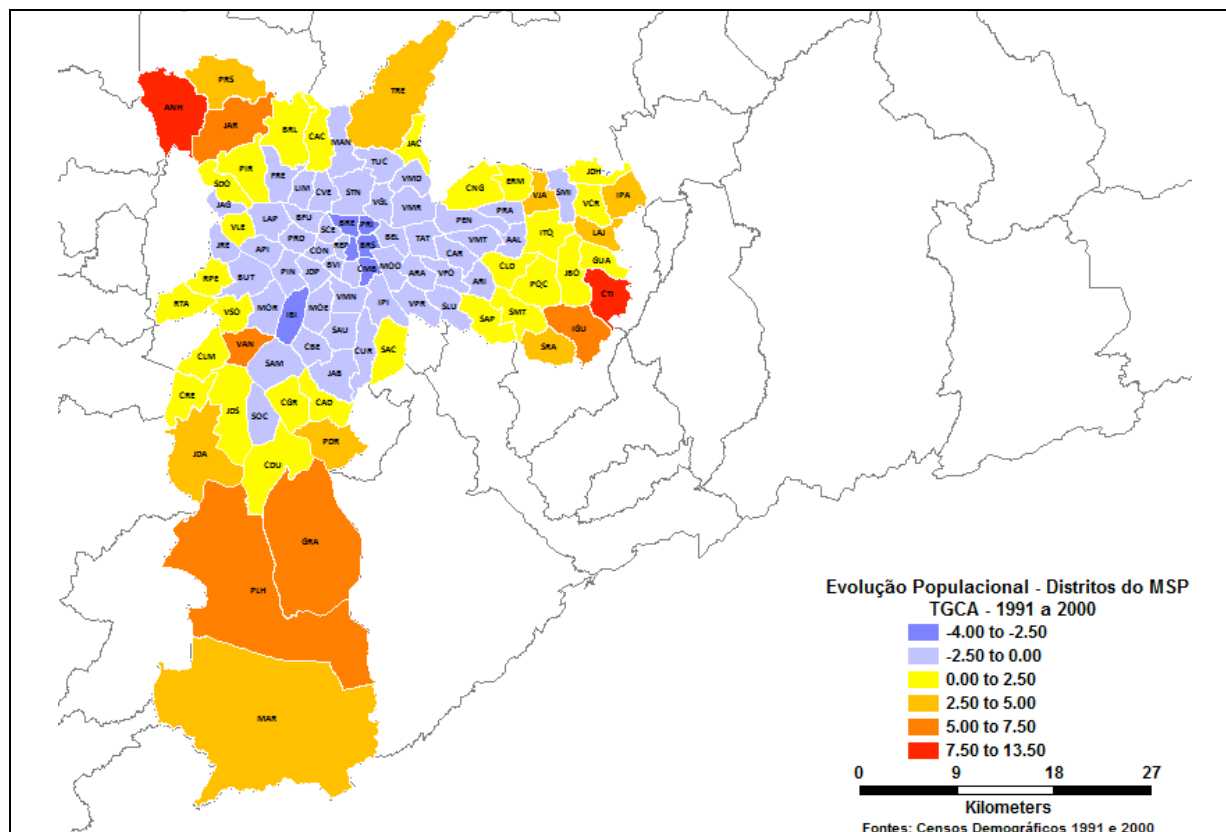 PRS
ANH
TRE
JAR
BRL
CAC
MAN
JAC
TUC
PIR
FRE
VMD
SDO
LIM
CVE
STN
CNG
ERM
VJA
SMI
JDH
IPA
JAG
VGL
VMR
VCR
LAP
BFU
BRE
PRI
PEN
PRA
VLE
SCE
ITQ
LAJ
PRD
BEL
TAT
VMT
AAL
JRE
API
CON
REP
BRS
CAR
GUA
BUT
PIN
JDP
BVI
CMB
MOO
ARA
VFO
ARI
CLD
PQC
JBO
RPE
CTI
RTA
VSO
MOR
IBI
MOE
VMN
IPI
VPR
SLU
SAP
SMT
IGU
SAU
VAN
CBE
CUR
SAC
SRA
CLM
SAM
JAB
CRE
JDS
SOC
CGR
CAD
JDA
PDR
CDU
GRA
PLH
MAR
Evolução Populacional - Distritos do MSP
TGCA - 1991 a 2000
-4.00 to -2.50
-2.50 to 0.00
0.00 to 2.50
2.50 to 5.00
5.00 to 7.50
7.50 to 13.50
0 9 18 27
Kilometers
Fontes: Censos Demográficos 1991 e 2000